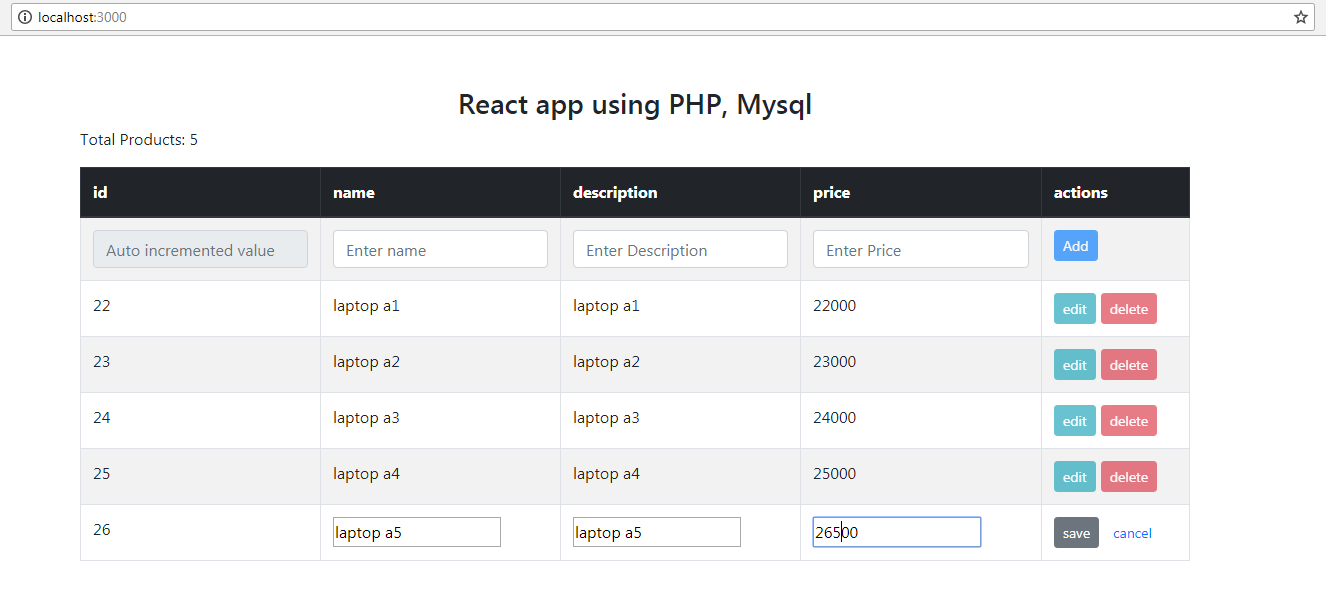 localhost:3000
React app using PHP, Mysql
Total Products: 5
id name description price actions
Auto incremented value Enter name Enter Description Enter Price Add
22 laptop a1 laptop a1 22000 edit delete
23 laptop a2 laptop a2 23000 edit delete
24 laptop a3 laptop a3 24000 edit delete
25 laptop a4 laptop a4 25000 edit delete
26 laptop a5 laptop a5 26500 save cancel